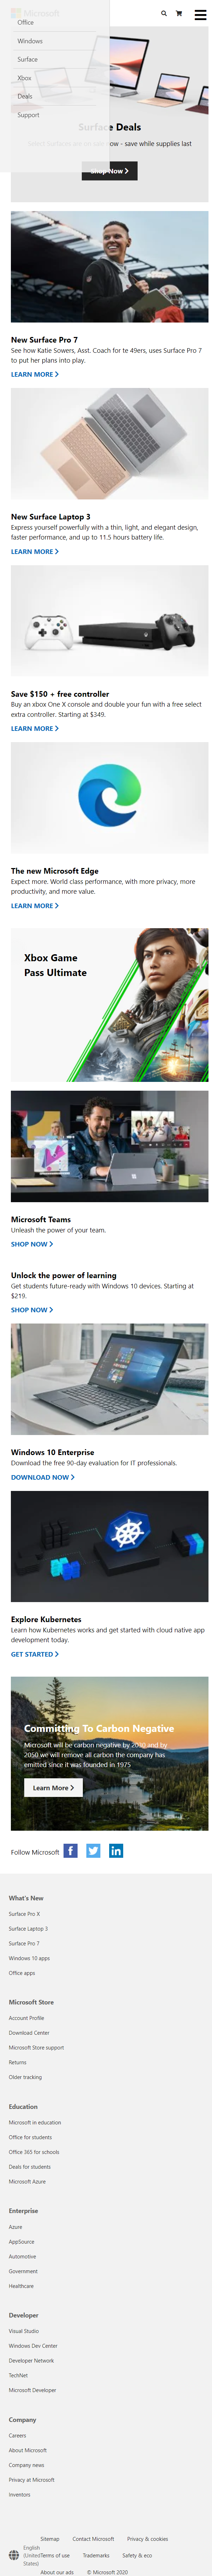 Microsoft
Office
Windows
Surface
Xbox
Deals
Support
Surface Deals
now - save while supplies last
Shop Now
New Surface Pro 7
See how Katie Sowers, Asst. Coach for te 49ers, uses Surface Pro 7
to put her plans into play.
LEARN MORE
New Surface Laptop 3
Express yourself powerfully with a thin, light, and elegant design,
faster performance, and up to 11.5 hours battery life.
LEARN MORE
Save $150 + free controller
Buy an xbox One X console and double your fun with a free select
extra controller. Starting at $349.
LEARN MORE
The new Microsoft Edge
Expect more. World class performance, with more privacy, more
productivity, and more value.
LEARN MORE
Xbox Game
Pass Ultimate
Microsoft Teams
Unleash the power of your team.
SHOP NOW
Unlock the power of learning
Get students future-ready with Windows 10 devices. Starting at
$219.
SHOP NOW
Windows 10 Enterprise
Download the free 90-day evaluation for IT professionals.
DOWNLOAD NOW
Explore Kubernetes
Learn how Kubernetes works and get started with cloud native app
development today.
GET STARTED
Committing To Carbon Negative
Microsoft will be carbon negative by 2030 and by
2050 we will remove all carbon the company has
emitted since it was founded in 1975
Learn More
Follow Microsoft
What's New
Surface Pro X
Surface Laptop 3
Surface Pro 7
Windows 10 apps
Office apps
Microsoft Store
Account Profile
Download Center
Microsoft Store support
Returns
Older tracking
Education
Microsoft in education
Office for students
Office 365 for schools
Deals for students
Microsoft Azure
Enterprise
Azure
AppSource
Automotive
Government
Healthcare
Developer
Visual Studio
Windows Dev Center
Developer Network
TechNet
Microsoft Developer
Company
Careers
About Microsoft
Company news
Privacy at Microsoft
Inventors
English
(United
States)
Sitemap Contact Microsoft Privacy & cookies
Terms of use Trademarks Safety & eco
About our ads © Microsoft 2020